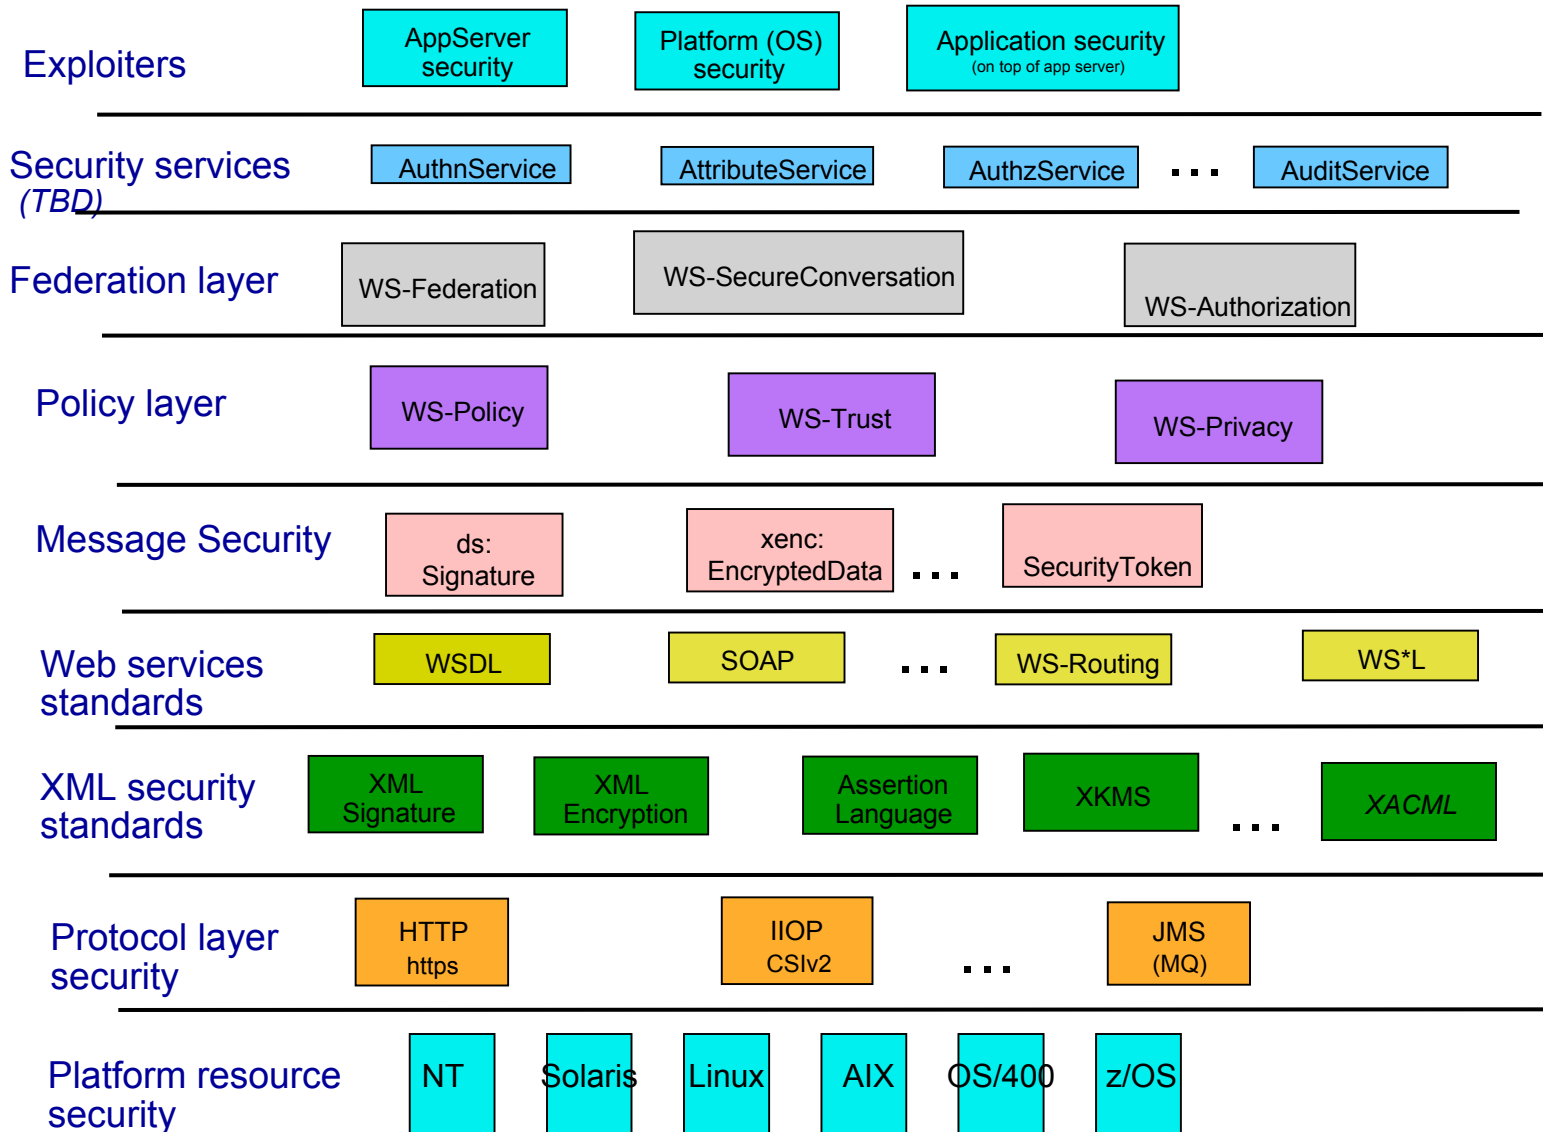 Exploiters
AppServer
security
Platform (OS)
security
Application security
(on top of app server)
Security services
(TBD)
AuthnService
AttributeService
AuthzService
...
AuditService
Federation layer
WS-Federation
WS-SecureConversation
WS-Authorization
Policy layer
WS-Policy
WS-Trust
WS-Privacy
Message Security
ds:
Signature
xenc:
EncryptedData
...
SecurityToken
Web services
standards
WSDL
SOAP
...
WS-Routing
WS*L
XML security
standards
XML
Signature
XML
Encryption
Assertion
Language
XKMS
...
XACML
Protocol layer
security
HTTP
https
IIOP
CSIv2
...
JMS
(MQ)
Platform resource
security
NT
Solaris
Linux
AIX
OS/400
z/OS